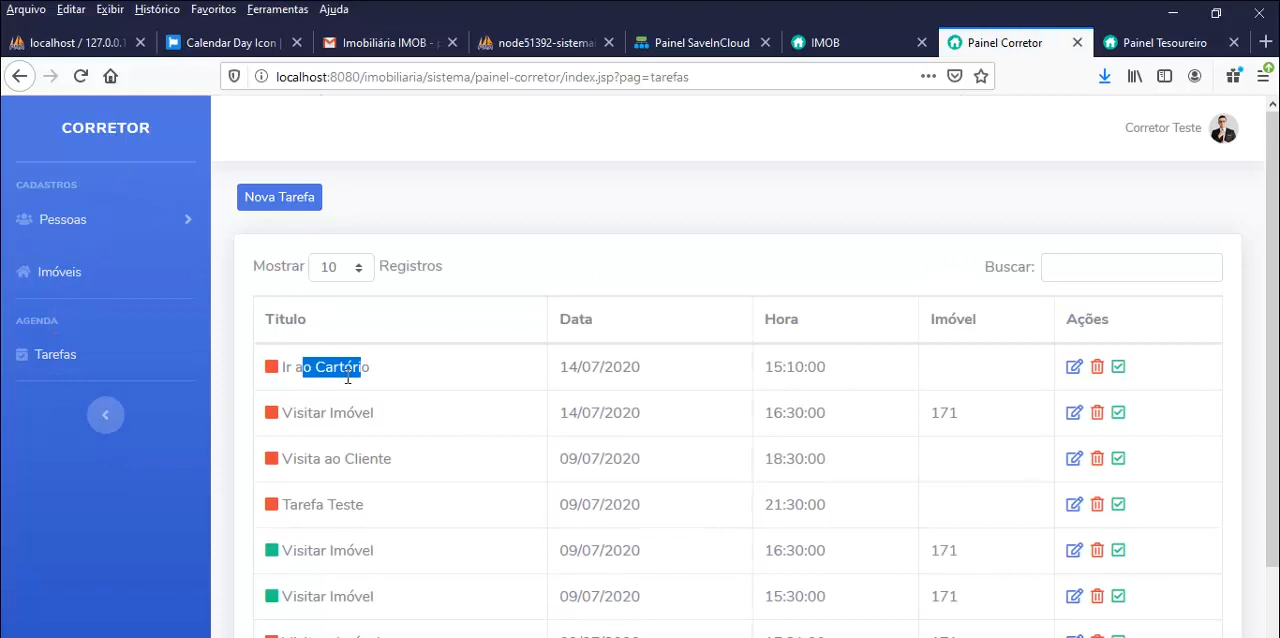 Arquivo Editar Exibir Histórico Favoritos Ferramentas Ajuda
localhost / 127.0.0.1 Calendar Day Icon Imobiliária IMOB - node51392-sistema Painel SaveInCloud IMOB Painel Corretor Painel Tesoureiro
localhost:8080/imobiliaria/sistema/painel-corretor/index.jsp?pag=tarefas
CORRETOR
Corretor Teste
CADASTROS
Pessoas
Imóveis
AGENDA
Tarefas
Nova Tarefa
Mostrar 10 Registros Buscar:
Titulo Data Hora Imóvel Ações
Ir ao Cartório 14/07/2020 15:10:00
Visitar Imóvel 14/07/2020 16:30:00 171
Visita ao Cliente 09/07/2020 18:30:00
Tarefa Teste 09/07/2020 21:30:00
Visitar Imóvel 09/07/2020 16:30:00 171
Visitar Imóvel 09/07/2020 15:30:00 171